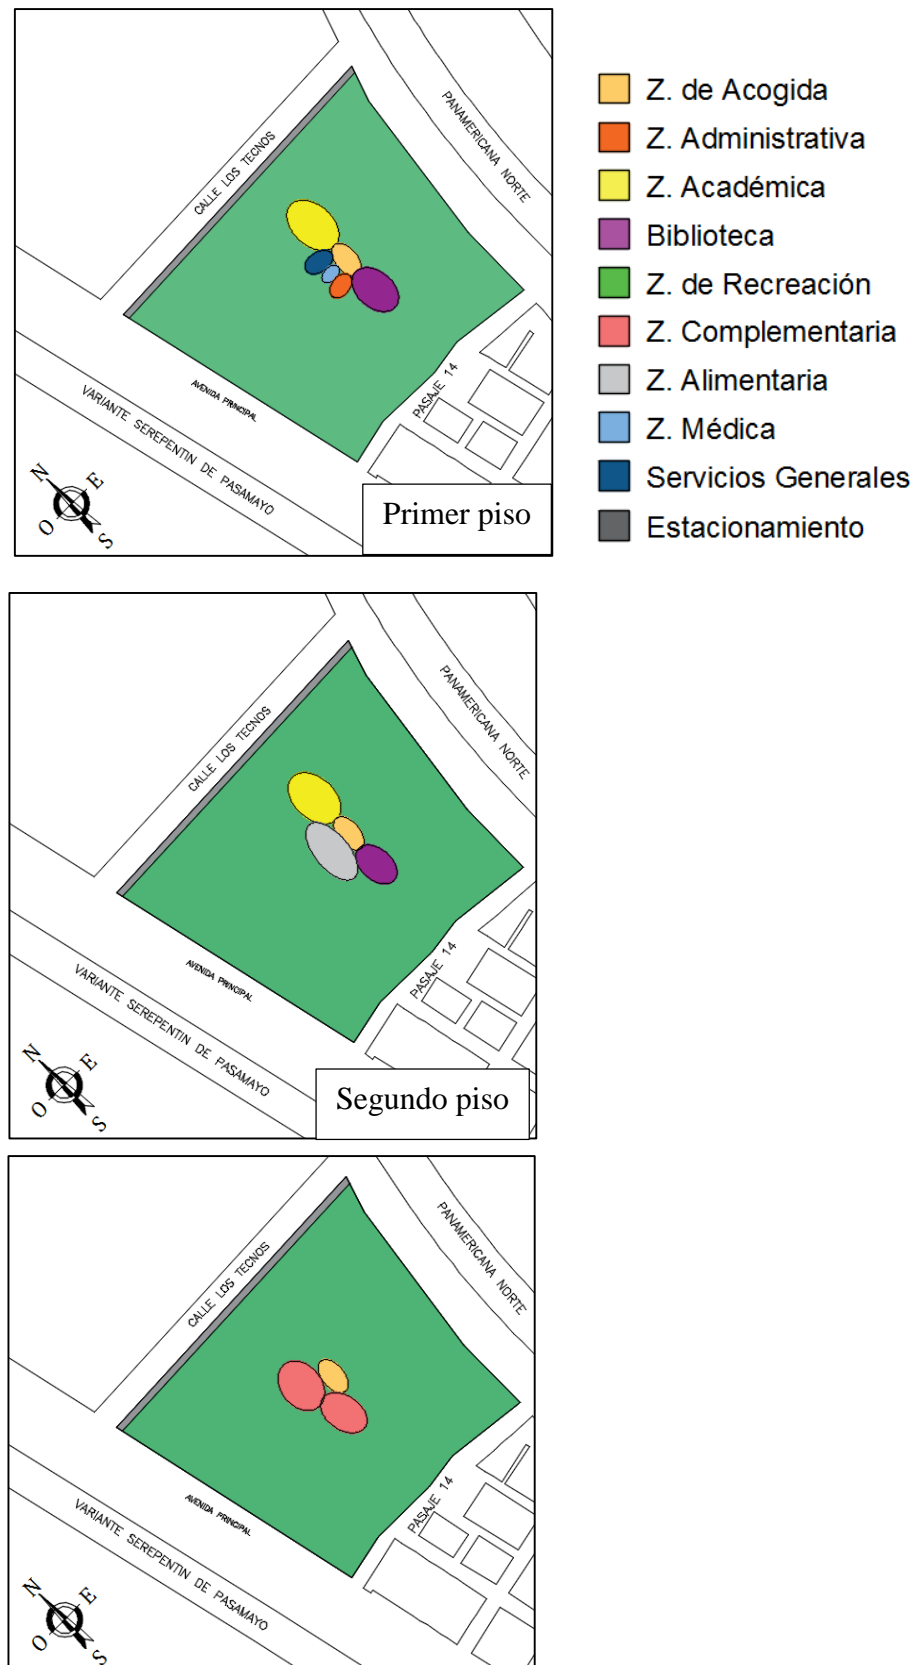 CALLE LOS TECNOS
PANAMERICANA NORTE
AVENIDA PRINCIPAL
VARIANTE SEREPENTIN DE PASAMAYO
PASAJE 14
N
E
O
S
Primer piso
Z. de Acogida
Z. Administrativa
Z. Académica
Biblioteca
Z. de Recreación
Z. Complementaria
Z. Alimentaria
Z. Médica
Servicios Generales
Estacionamiento
CALLE LOS TECNOS
PANAMERICANA NORTE
AVENIDA PRINCIPAL
VARIANTE SEREPENTIN DE PASAMAYO
PASAJE 14
N
E
O
S
Segundo piso
CALLE LOS TECNOS
PANAMERICANA NORTE
AVENIDA PRINCIPAL
VARIANTE SEREPENTIN DE PASAMAYO
PASAJE 14
N
E
O
S